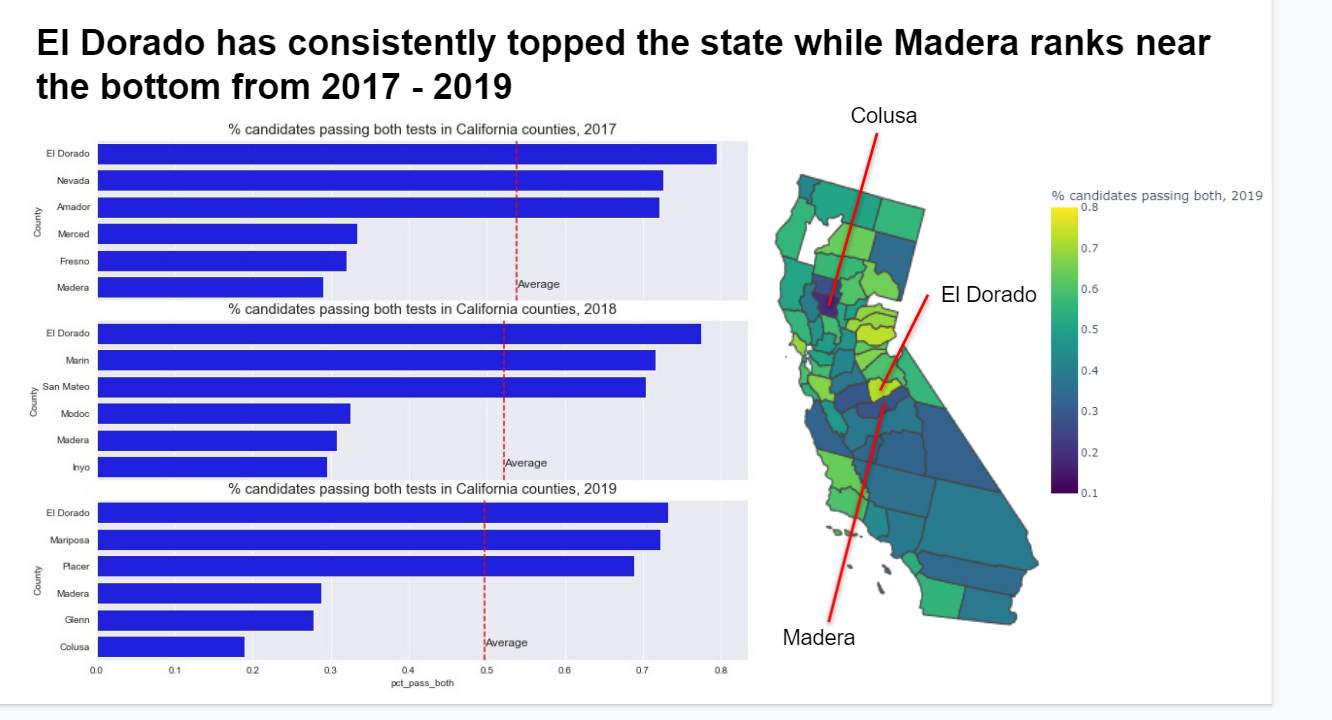 El Dorado has consistently topped the state while Madera ranks near
the bottom from 2017 - 2019
% candidates passing both tests in California counties, 2017
County
El Dorado
Nevada
Amador
Merced
Fresno
Madera
Average
% candidates passing both tests in California counties, 2018
County
El Dorado
Marin
San Mateo
Modoc
Madera
Inyo
Average
% candidates passing both tests in California counties, 2019
County
El Dorado
Mariposa
Placer
Madera
Glenn
Colusa
Average
0.0 0.1 0.2 0.3 0.4 0.5 0.6 0.7 0.8
pct_pass_both
Colusa
El Dorado
Madera
% candidates passing both, 2019
0.8
0.7
0.6
0.5
0.4
0.3
0.2
0.1